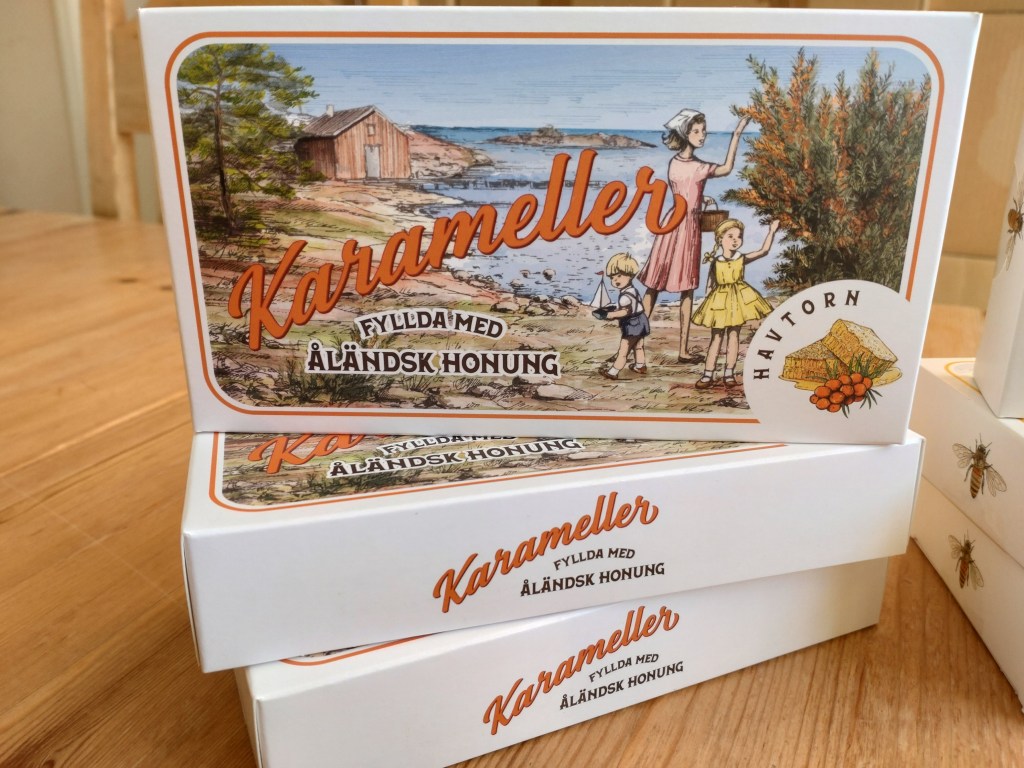 Karameller
FYLLDA MED
ÅLÄNDSK HONUNG
HAVTORN
FYLLDA MED
ÅLÄNDSK HONUNG
Karameller
FYLLDA MED
ÅLÄNDSK HONUNG
Karameller
FYLLDA MED
ÅLÄNDSK HONUNG